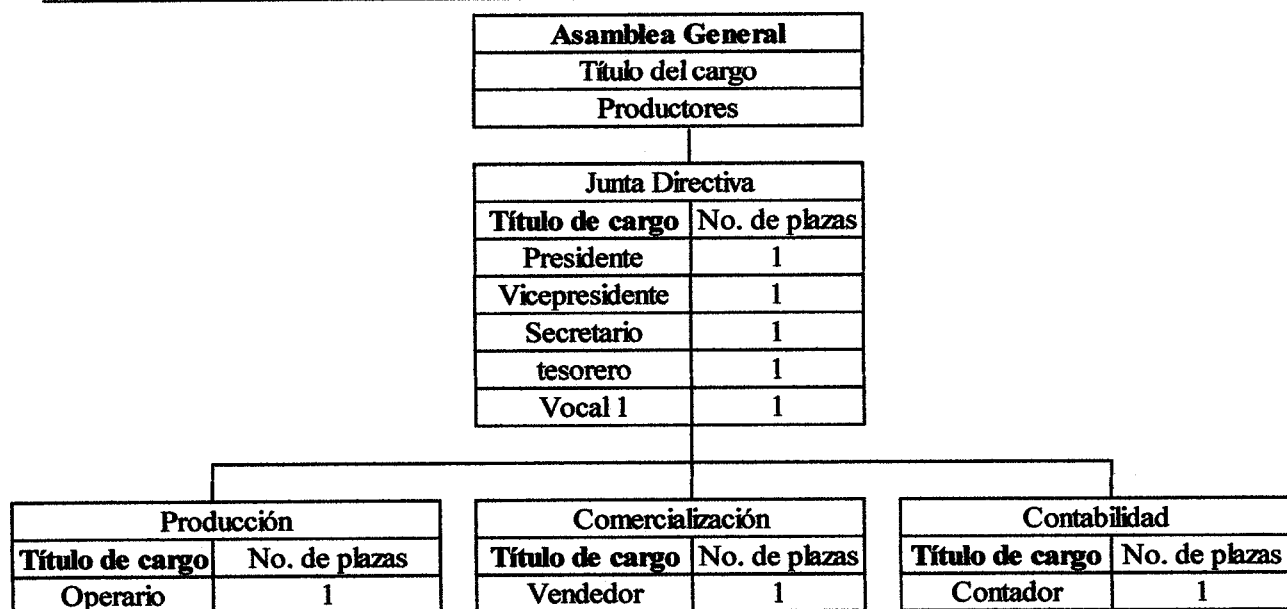 Asamblea General
Título del cargo
Productores
Junta Directiva
Título de cargo No. de plazas
Presidente 1
Vicepresidente 1
Secretario 1
tesorero 1
Vocal 1 1
Producción
Título de cargo No. de plazas
Operario 1
Comercialización
Título de cargo No. de plazas
Vendedor 1
Contabilidad
Título de cargo No. de plazas
Contador 1